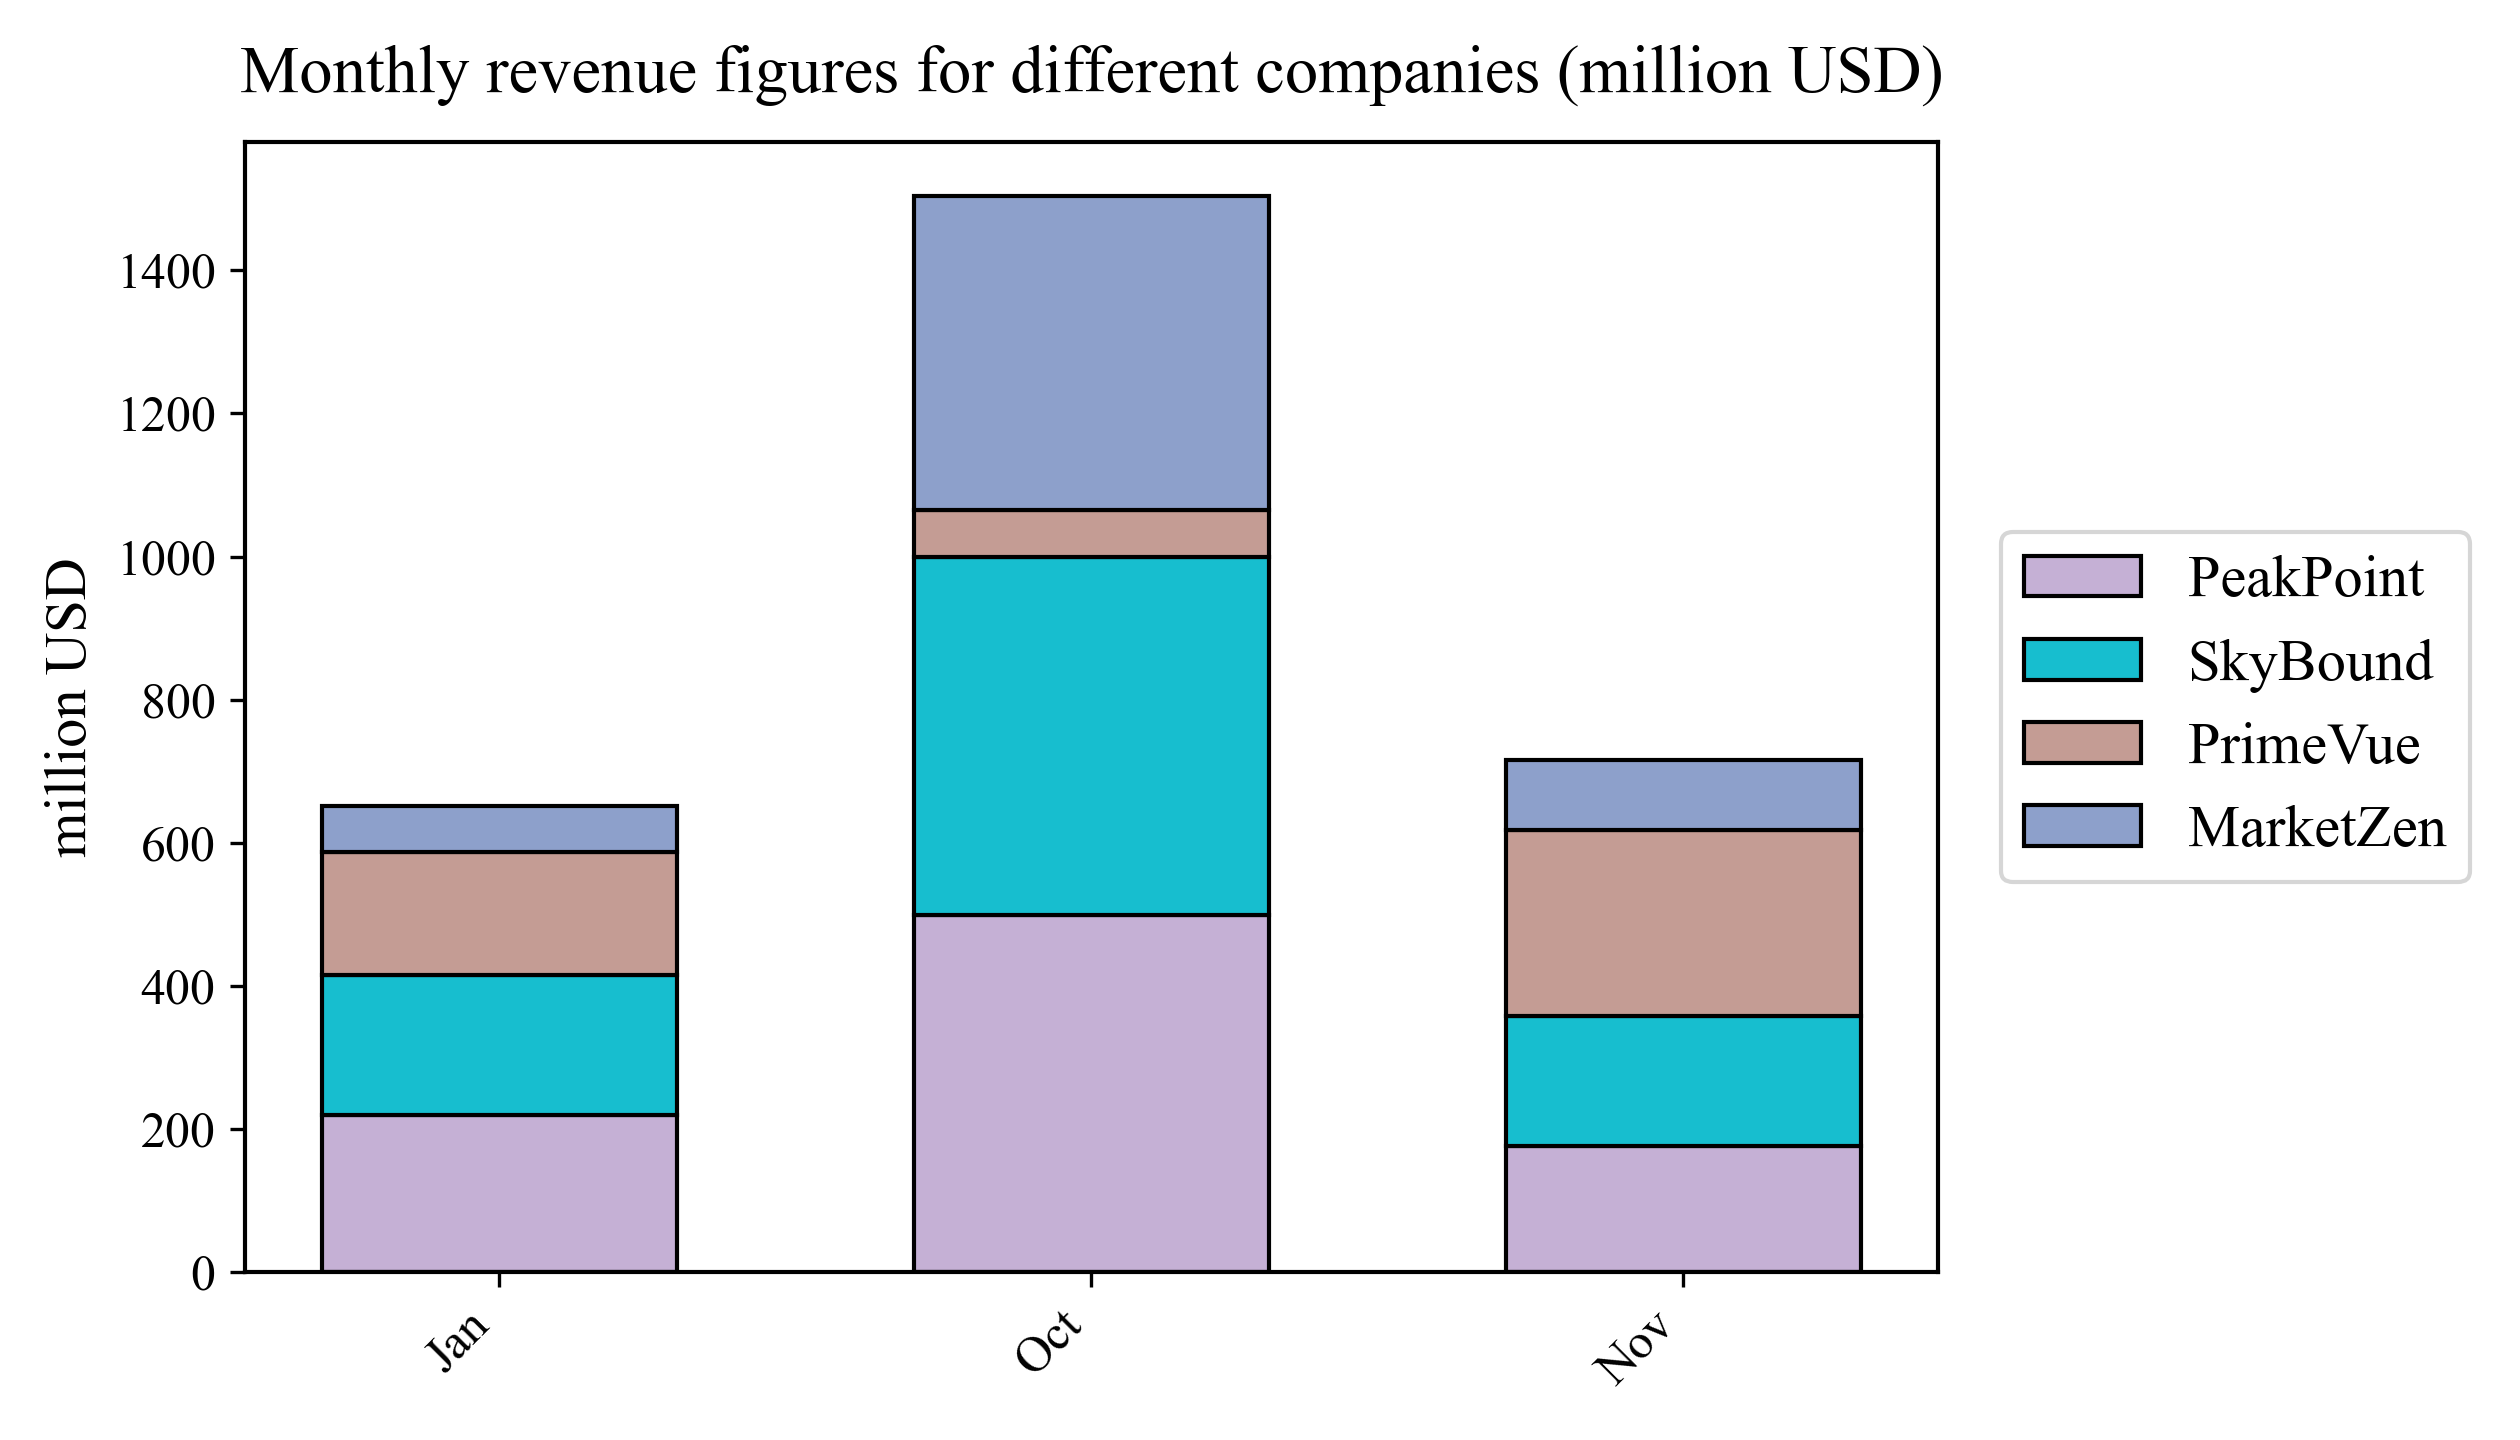 Monthly revenue figures for different companies (million USD)
million USD
1400
1200
1000
800
600
400
200
0
Jan
Oct
Nov
PeakPoint
SkyBound
PrimeVue
MarketZen